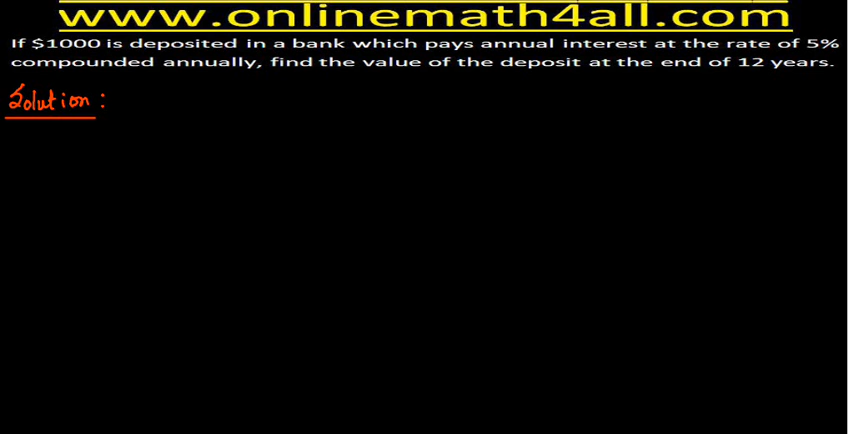 www.onlinemath4all.com
If $1000 is deposited in a bank which pays annual interest at the rate of 5%
compounded annually, find the value of the deposit at the end of 12 years.
Solution :